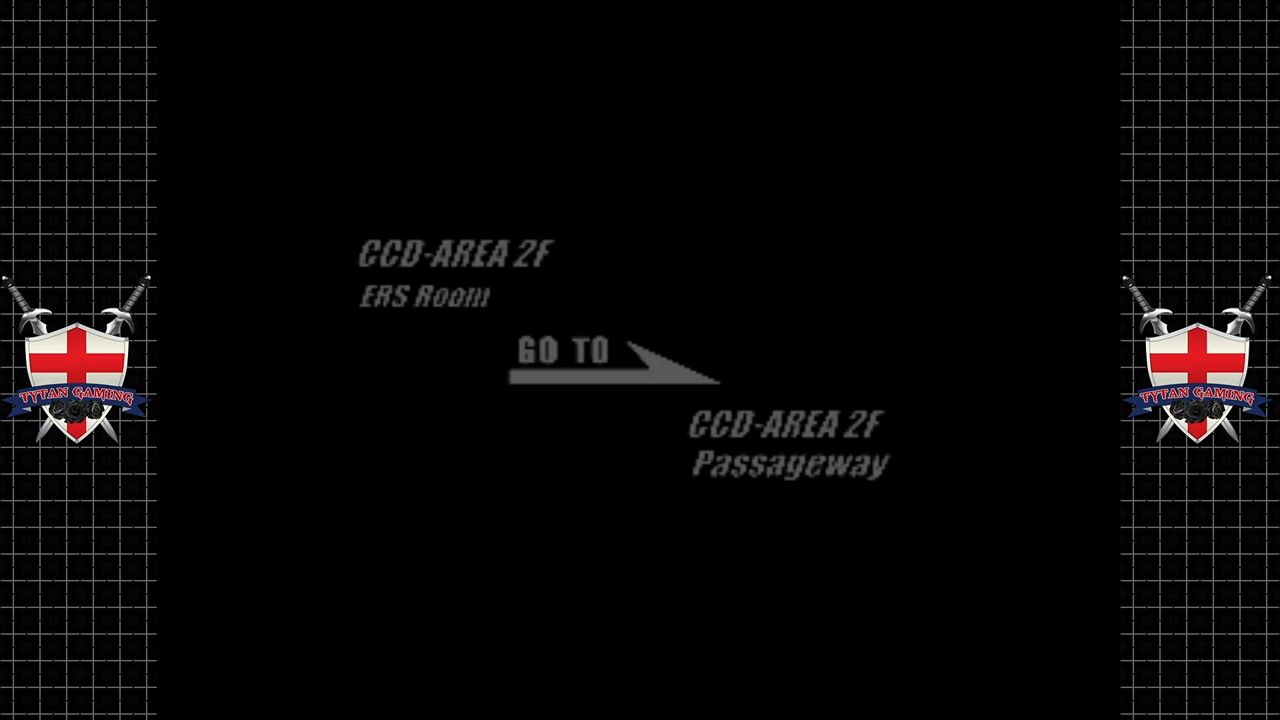 CCD-AREA 2F
ERS Room
GO TO
CCD-AREA 2F
Passageway
TYTAN GAMING
TYTAN GAMING